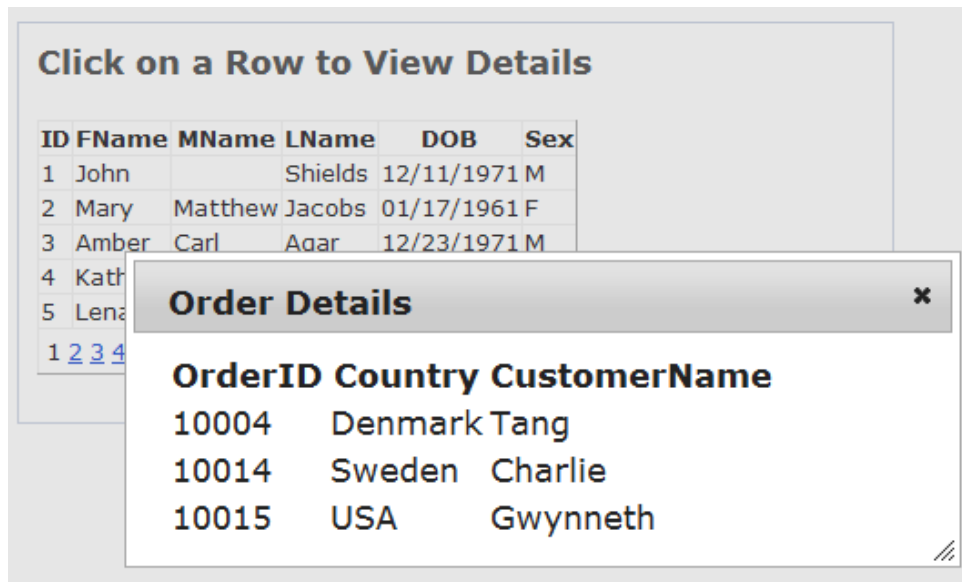 Click on a Row to View Details
ID FName MName LName DOB Sex
1 John Shields 12/11/1971 M
2 Mary Matthew Jacobs 01/17/1961 F
3 Amber Carl Agar 12/23/1971 M
4
5
1 2 3 4
Order Details
OrderID Country CustomerName
10004 Denmark Tang
10014 Sweden Charlie
10015 USA Gwynneth